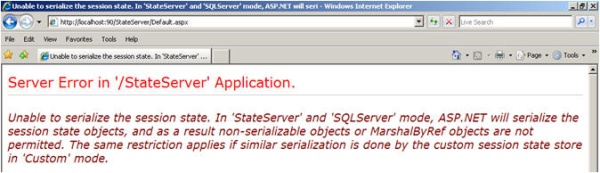 Unable to serialize the session state. In 'StateServer' and 'SQLServer' mode, ASP.NET will seri - Windows Internet Explorer
http://localhost:90/StateServer/Default.aspx
Live Search
File Edit View Favorites Tools Help
Unable to serialize the session state. In 'StateServer' ...
Page Tools
Server Error in '/StateServer' Application.
Unable to serialize the session state. In 'StateServer' and 'SQLServer' mode, ASP.NET will serialize the
session state objects, and as a result non-serializable objects or MarshalByRef objects are not
permitted. The same restriction applies if similar serialization is done by the custom session state store
in 'Custom' mode.